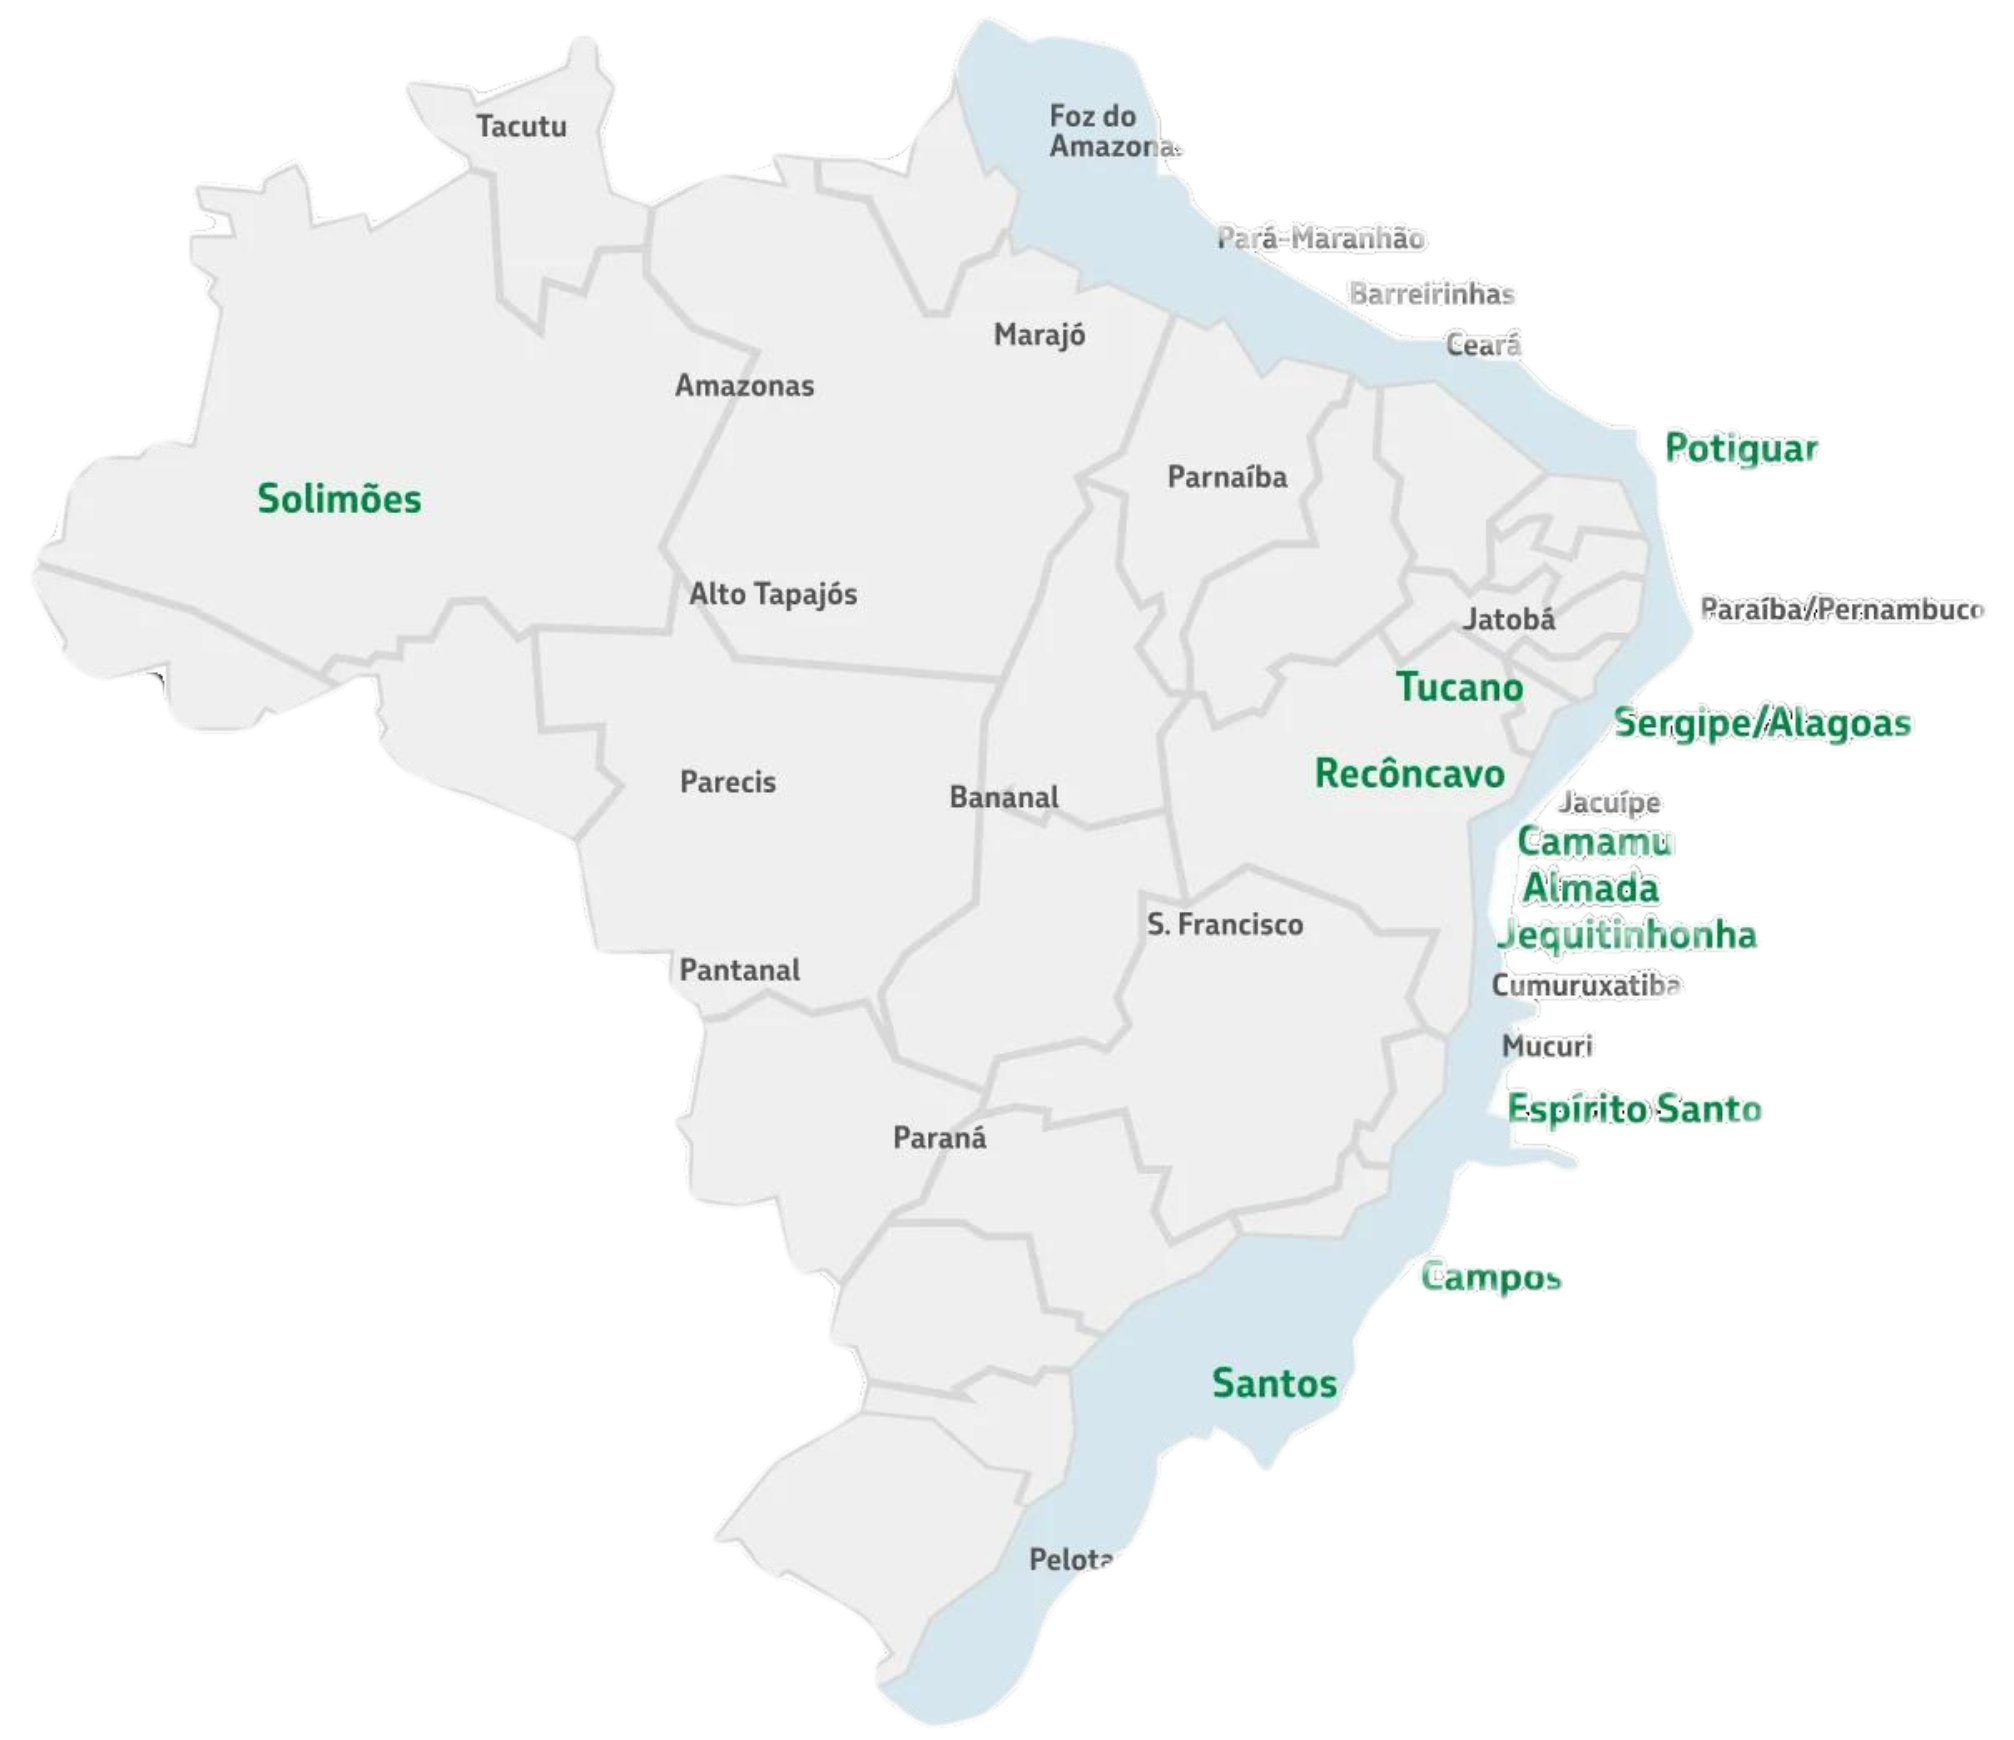 Tacutu
Foz do
Amazonas
Pará-Maranhão
Barreirinhas
Ceará
Marajó
Amazonas
Potiguar
Parnaíba
Solimões
Alto Tapajós
Paraíba/Pernambuco
Jatobá
Tucano
Sergipe/Alagoas
Recôncavo
Parecis
Bananal
Jacuípe
Camamu
Almada
S. Francisco
Jequitinhonha
Pantanal
Cumuruxatiba
Mucuri
Espírito Santo
Paraná
Campos
Santos
Pelota